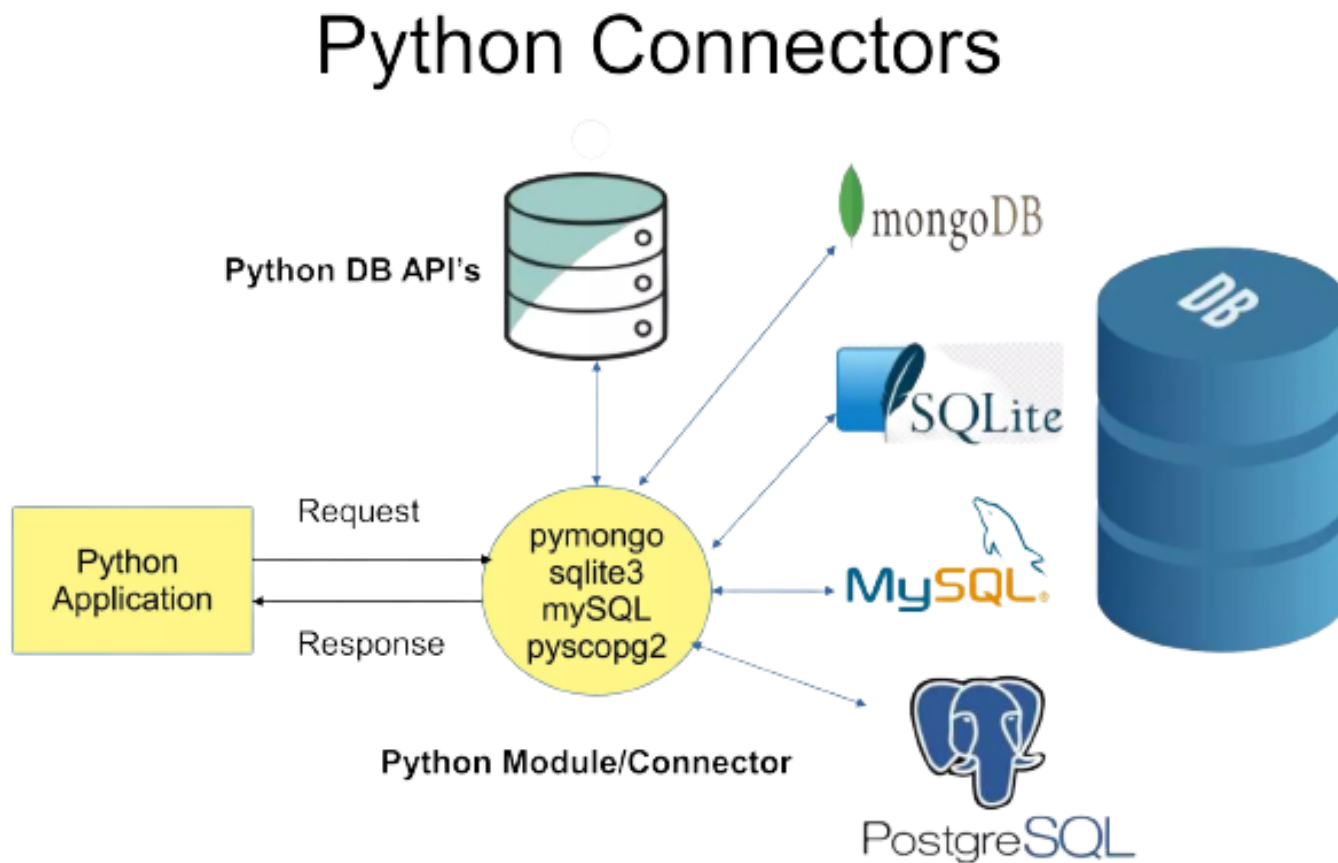 Python Connectors
Python DB API's
mongoDB
DB
SQLite
Request
Python
Application
pymongo
sqlite3
mySQL
pyscopg2
MySQL®
Response
Python Module/Connector
PostgreSQL